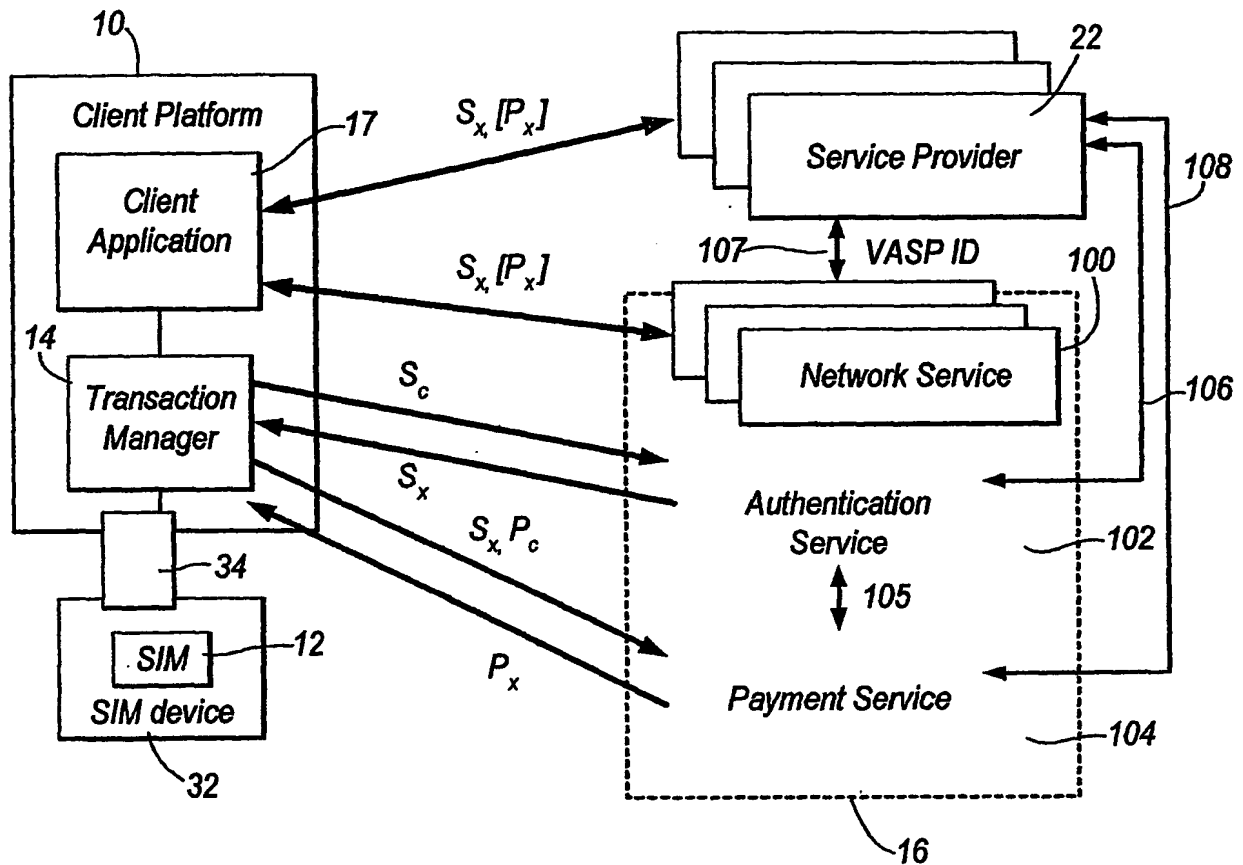 10
22
Client Platform
17
Sx, [Px]
Service Provider
108
Client
Application
107
VASP ID
100
Sx, [Px]
14
Network Service
106
Transaction
Manager
Sc
Sx
Authentication
Service
102
Sx, Pc
34
105
12
SIM
Px
Payment Service
SIM device
104
32
16